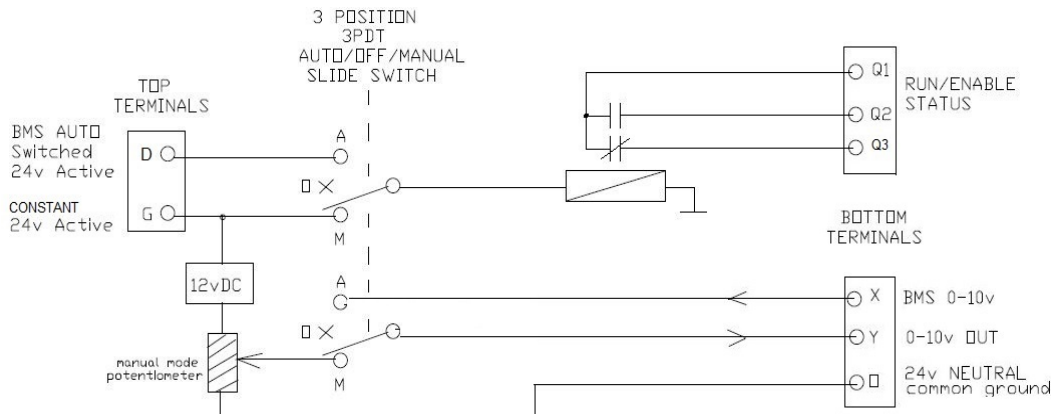 3 POSITION
3PDT
AUTO/OFF/MANUAL
SLIDE SWITCH
TOP
TERMINALS
BMS AUTO
Switched
24v Active
D
CONSTANT
24v Active
G
A
O
M
12vDC
manual mode
potentiometer
A
O
M
Q1
Q2
Q3
RUN/ENABLE
STATUS
BOTTOM
TERMINALS
X
BMS 0-10v
Y
0-10v OUT
O
24v NEUTRAL
common ground